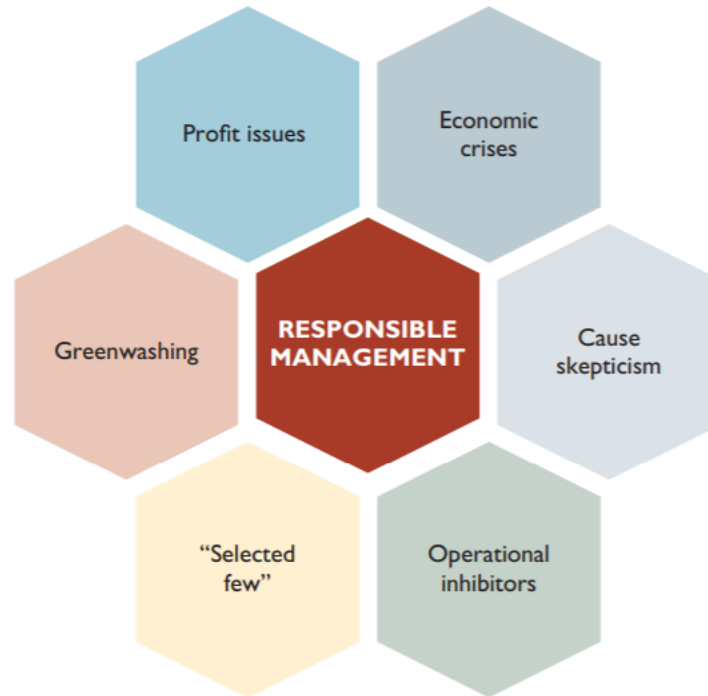 Profit issues
Economic
crises
Greenwashing
RESPONSIBLE
MANAGEMENT
Cause
skepticism
“Selected
few”
Operational
inhibitors